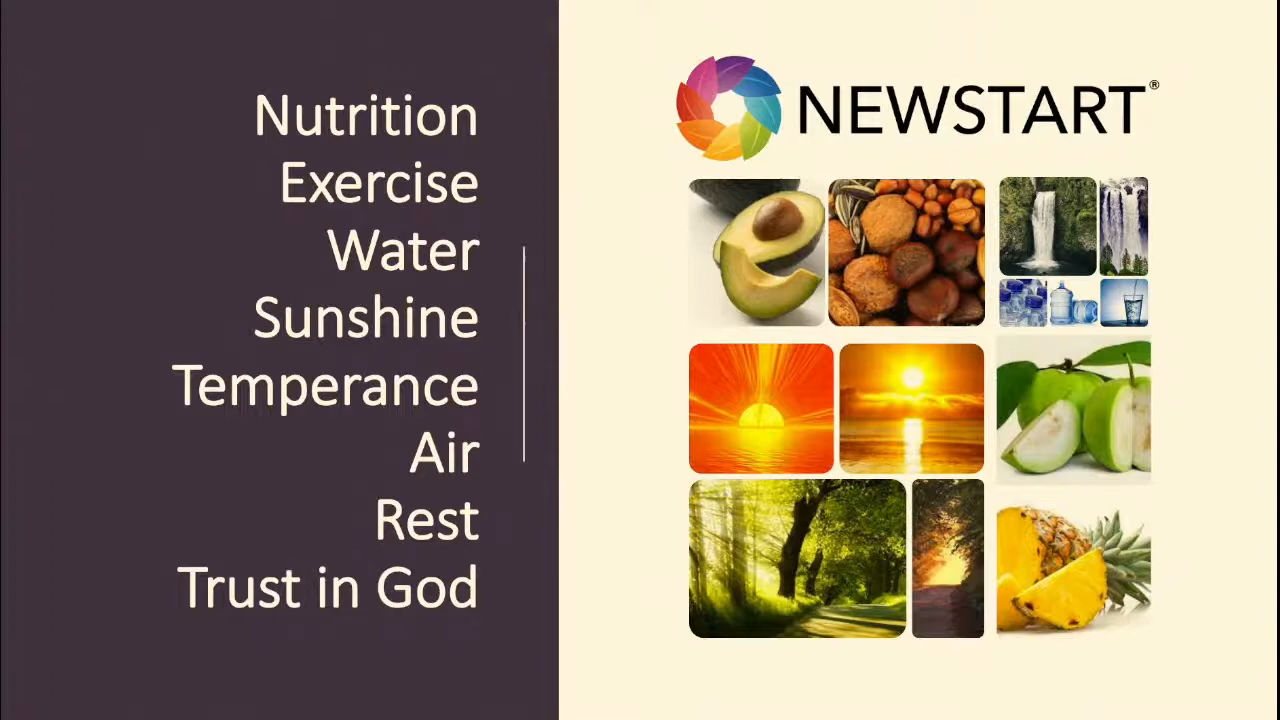 Nutrition
Exercise
Water
Sunshine
Temperance
Air
Rest
Trust in God
NEWSTART®